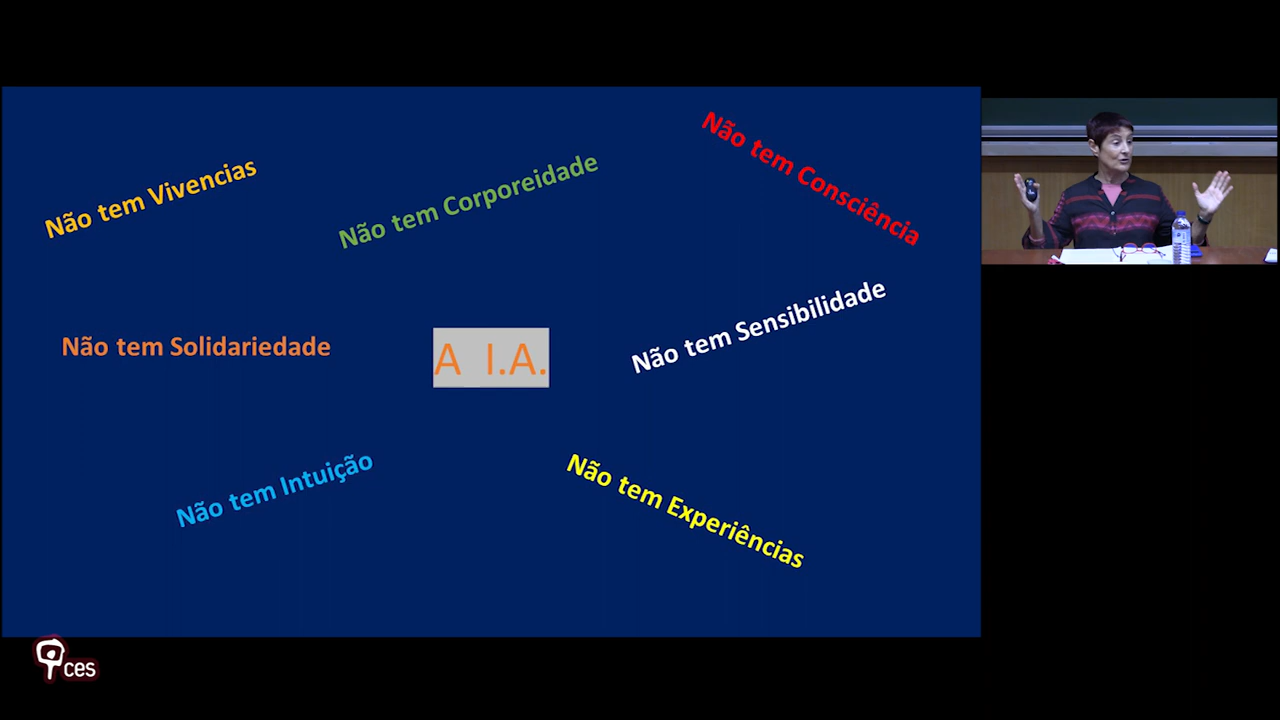 Não tem Vivencias
Não tem Corporeidade
Não tem Consciência
Não tem Solidariedade
A I.A.
Não tem Sensibilidade
Não tem Intuição
Não tem Experiências
ces